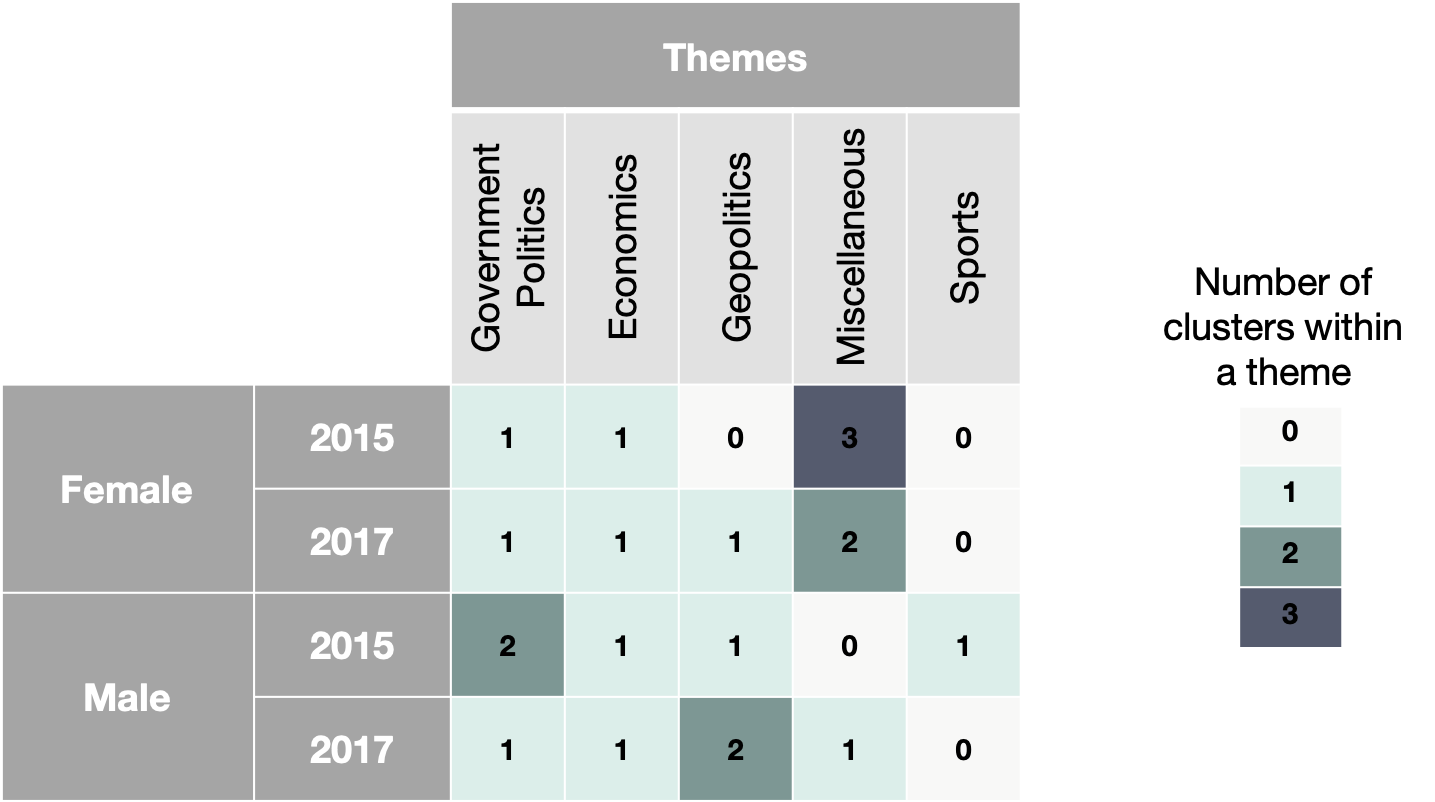 Themes
Government
Politics
Economics
Geopolitics
Miscellaneous
Sports
Female
2015
1 1 0 3 0
2017
1 1 1 2 0
Male
2015
2 1 1 0 1
2017
1 1 2 1 0
Number of
clusters within
a theme
0
1
2
3